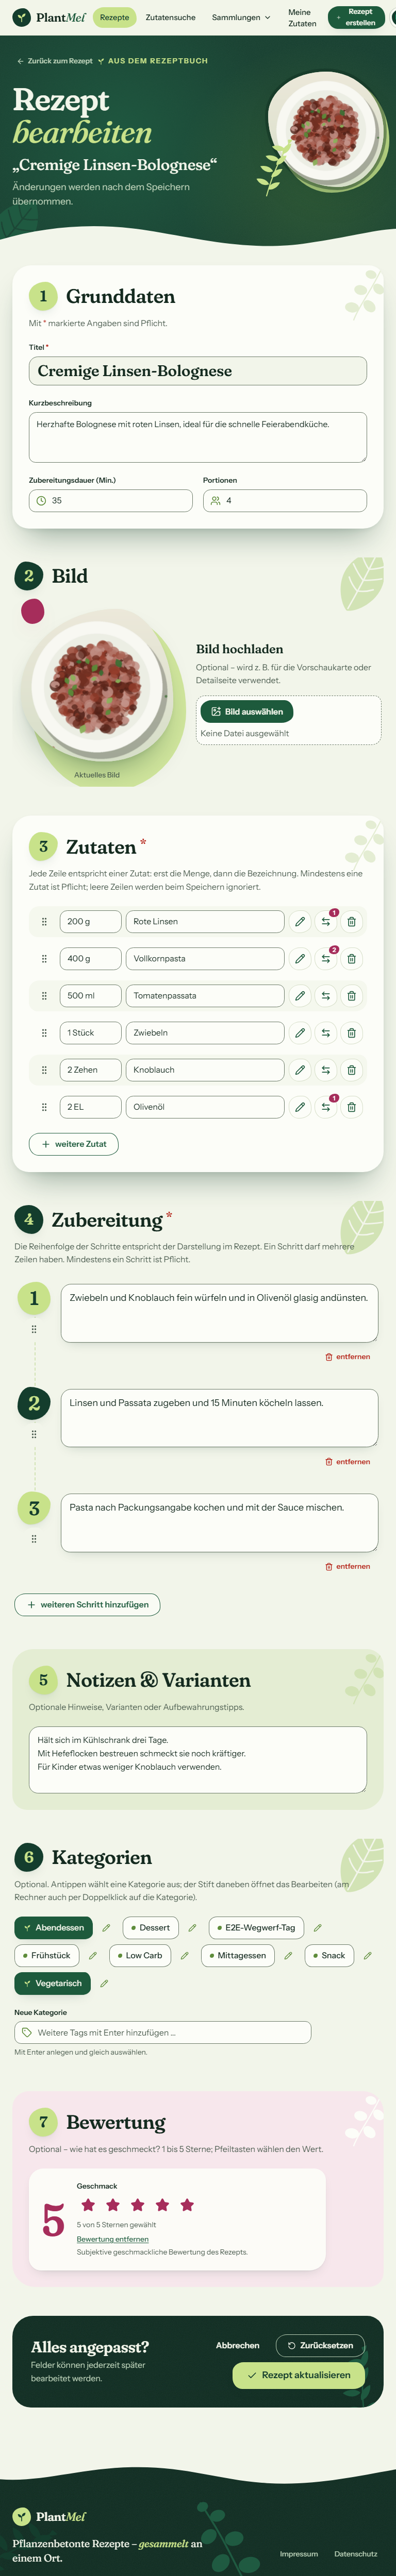 PlantMel
Rezepte
Zutatensuche
Sammlungen
Meine
Zutaten
Rezept
erstellen
Zurück zum Rezept
AUS DEM REZEPTBUCH
Rezept
bearbeiten
„Cremige Linsen-Bolognese“
Änderungen werden nach dem Speichern
übernommen.
1 Grunddaten
Mit * markierte Angaben sind Pflicht.
Titel *
Cremige Linsen-Bolognese
Kurzbeschreibung
Herzhafte Bolognese mit roten Linsen, ideal für die schnelle Feierabendküche.
Zubereitungsdauer (Min.)
Portionen
35
4
2 Bild
Aktuelles Bild
Bild hochladen
Optional – wird z. B. für die Vorschaukarte oder
Detailseite verwendet.
Bild auswählen
Keine Datei ausgewählt
3 Zutaten *
Jede Zeile entspricht einer Zutat: erst die Menge, dann die Bezeichnung. Mindestens eine
Zutat ist Pflicht; leere Zeilen werden beim Speichern ignoriert.
200 g Rote Linsen 1
400 g Vollkornpasta 2
500 ml Tomatenpassata
1 Stück Zwiebeln
2 Zehen Knoblauch
2 EL Olivenöl 1
+ weitere Zutat
4 Zubereitung *
Die Reihenfolge der Schritte entspricht der Darstellung im Rezept. Ein Schritt darf mehrere
Zeilen haben. Mindestens ein Schritt ist Pflicht.
1 Zwiebeln und Knoblauch fein würfeln und in Olivenöl glasig andünsten.
entfernen
2 Linsen und Passata zugeben und 15 Minuten köcheln lassen.
entfernen
3 Pasta nach Packungsangabe kochen und mit der Sauce mischen.
entfernen
+ weiteren Schritt hinzufügen
5 Notizen & Varianten
Optionale Hinweise, Varianten oder Aufbewahrungstipps.
Hält sich im Kühlschrank drei Tage.
Mit Hefeflocken bestreuen schmeckt sie noch kräftiger.
Für Kinder etwas weniger Knoblauch verwenden.
6 Kategorien
Optional. Antippen wählt eine Kategorie aus; der Stift daneben öffnet das Bearbeiten (am
Rechner auch per Doppelklick auf die Kategorie).
Abendessen Dessert E2E-Wegwerf-Tag
Frühstück Low Carb Mittagessen Snack
Vegetarisch
Neue Kategorie
Weitere Tags mit Enter hinzufügen ...
Mit Enter anlegen und gleich auswählen.
7 Bewertung
Optional – wie hat es geschmeckt? 1 bis 5 Sterne; Pfeiltasten wählen den Wert.
Geschmack
5
5 von 5 Sternen gewählt
Bewertung entfernen
Subjektive geschmackliche Bewertung des Rezepts.
Alles angepasst?
Felder können jederzeit später
bearbeitet werden.
Abbrechen
Zurücksetzen
Rezept aktualisieren
PlantMel
Pflanzenbetonte Rezepte – gesammelt an
einem Ort.
Impressum
Datenschutz